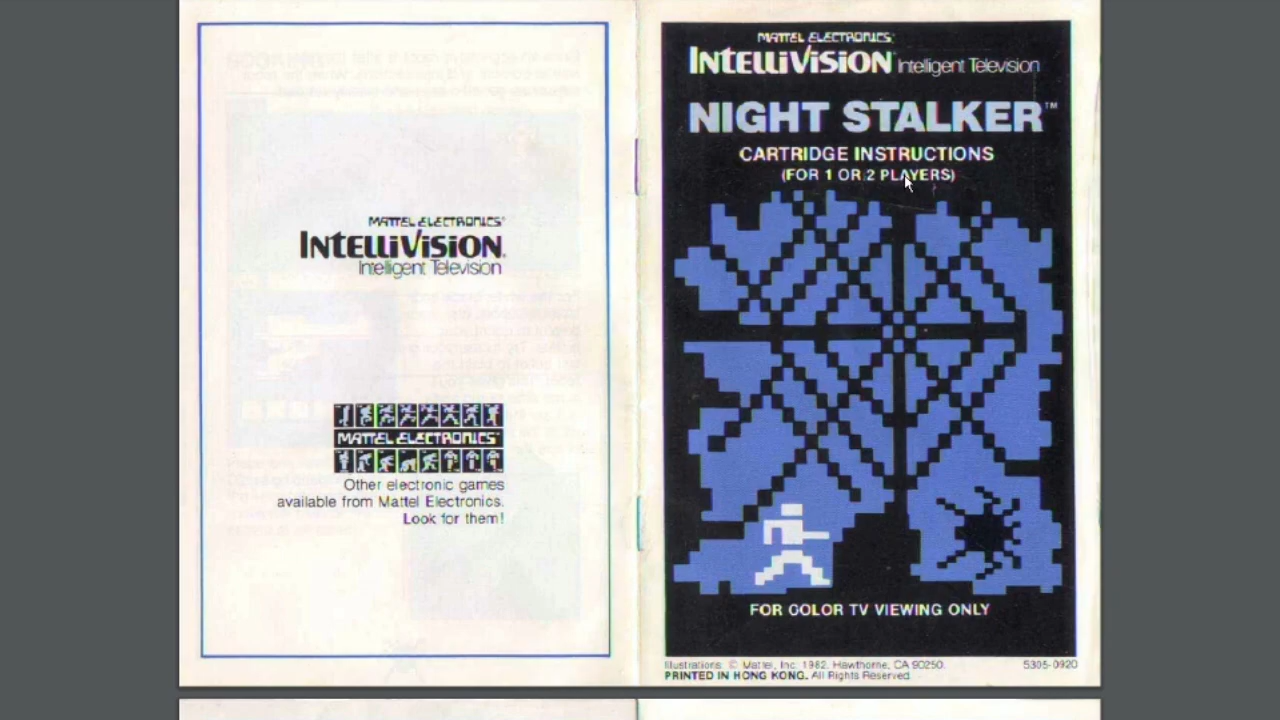 MATTEL ELECTRONICS®
INTELLIVISION®
Intelligent Television
MATTEL ELECTRONICS®
Other electronic games
available from Mattel Electronics.
Look for them!
MATTEL ELECTRONICS®
INTELLIVISION® Intelligent Television
NIGHT STALKER™
CARTRIDGE INSTRUCTIONS
(FOR 1 OR 2 PLAYERS)
FOR COLOR TV VIEWING ONLY
Illustrations: © Mattel, Inc. 1982. Hawthorne, CA 90250. 5305-0920
PRINTED IN HONG KONG. All Rights Reserved.